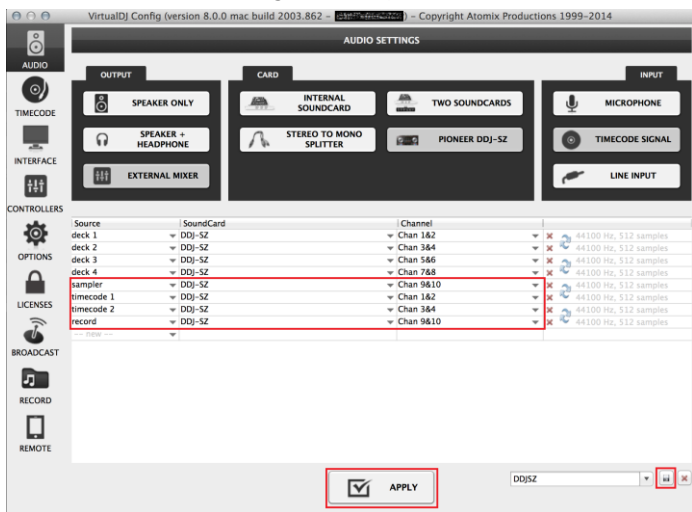 VirtualDJ Config (version 8.0.0 mac build 2003.862 - ) - Copyright Atomix Productions 1999-2014
AUDIO SETTINGS
AUDIO
TIMECODE
INTERFACE
CONTROLLERS
OPTIONS
LICENSES
BROADCAST
RECORD
REMOTE
OUTPUT
SPEAKER ONLY
SPEAKER +
HEADPHONE
EXTERNAL MIXER
CARD
INTERNAL
SOUNDCARD
TWO SOUNDCARDS
STEREO TO MONO
SPLITTER
PIONEER DDJ-SZ
INPUT
MICROPHONE
TIMECODE SIGNAL
LINE INPUT
Source SoundCard Channel
deck 1 DDJ-SZ Chan 1&2 44100 Hz, 512 samples
deck 2 DDJ-SZ Chan 3&4 44100 Hz, 512 samples
deck 3 DDJ-SZ Chan 5&6 44100 Hz, 512 samples
deck 4 DDJ-SZ Chan 7&8 44100 Hz, 512 samples
sampler DDJ-SZ Chan 9&10 44100 Hz, 512 samples
timecode 1 DDJ-SZ Chan 1&2 44100 Hz, 512 samples
timecode 2 DDJ-SZ Chan 3&4 44100 Hz, 512 samples
record DDJ-SZ Chan 9&10 44100 Hz, 512 samples
-- new --
APPLY
DDJSZ